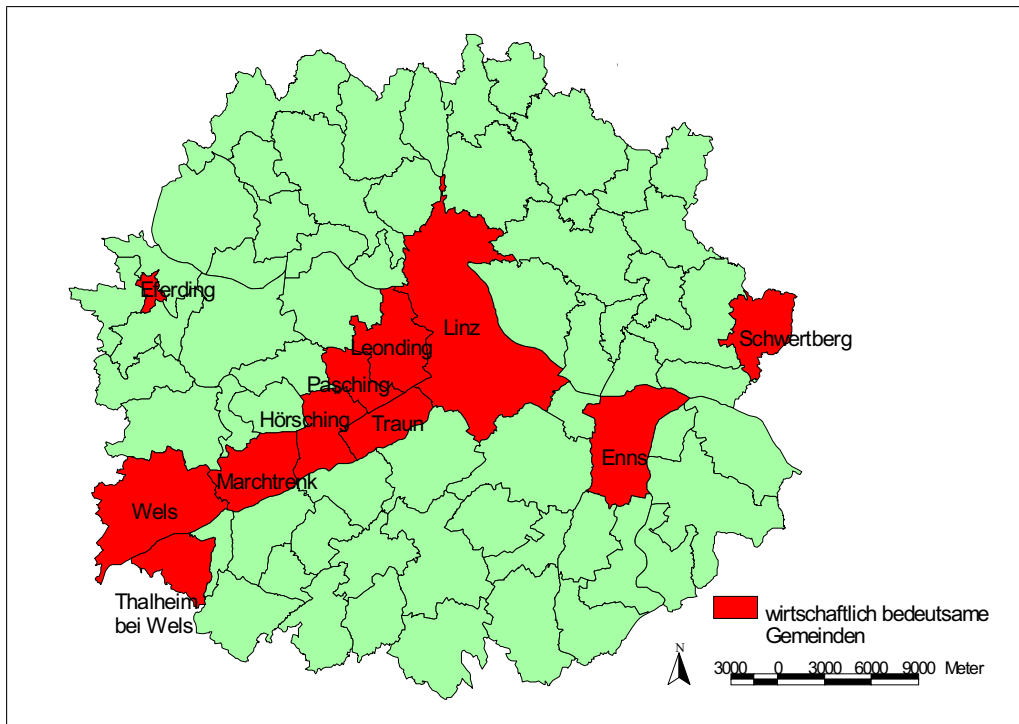 Eferding
Linz
Schwertberg
Leonding
Pasching
Hörsching
Traun
Enns
Marchtrenk
Wels
Thalheim
bei Wels
wirtschaftlich bedeutsame
Gemeinden
N
3000 0 3000 6000 9000 Meter